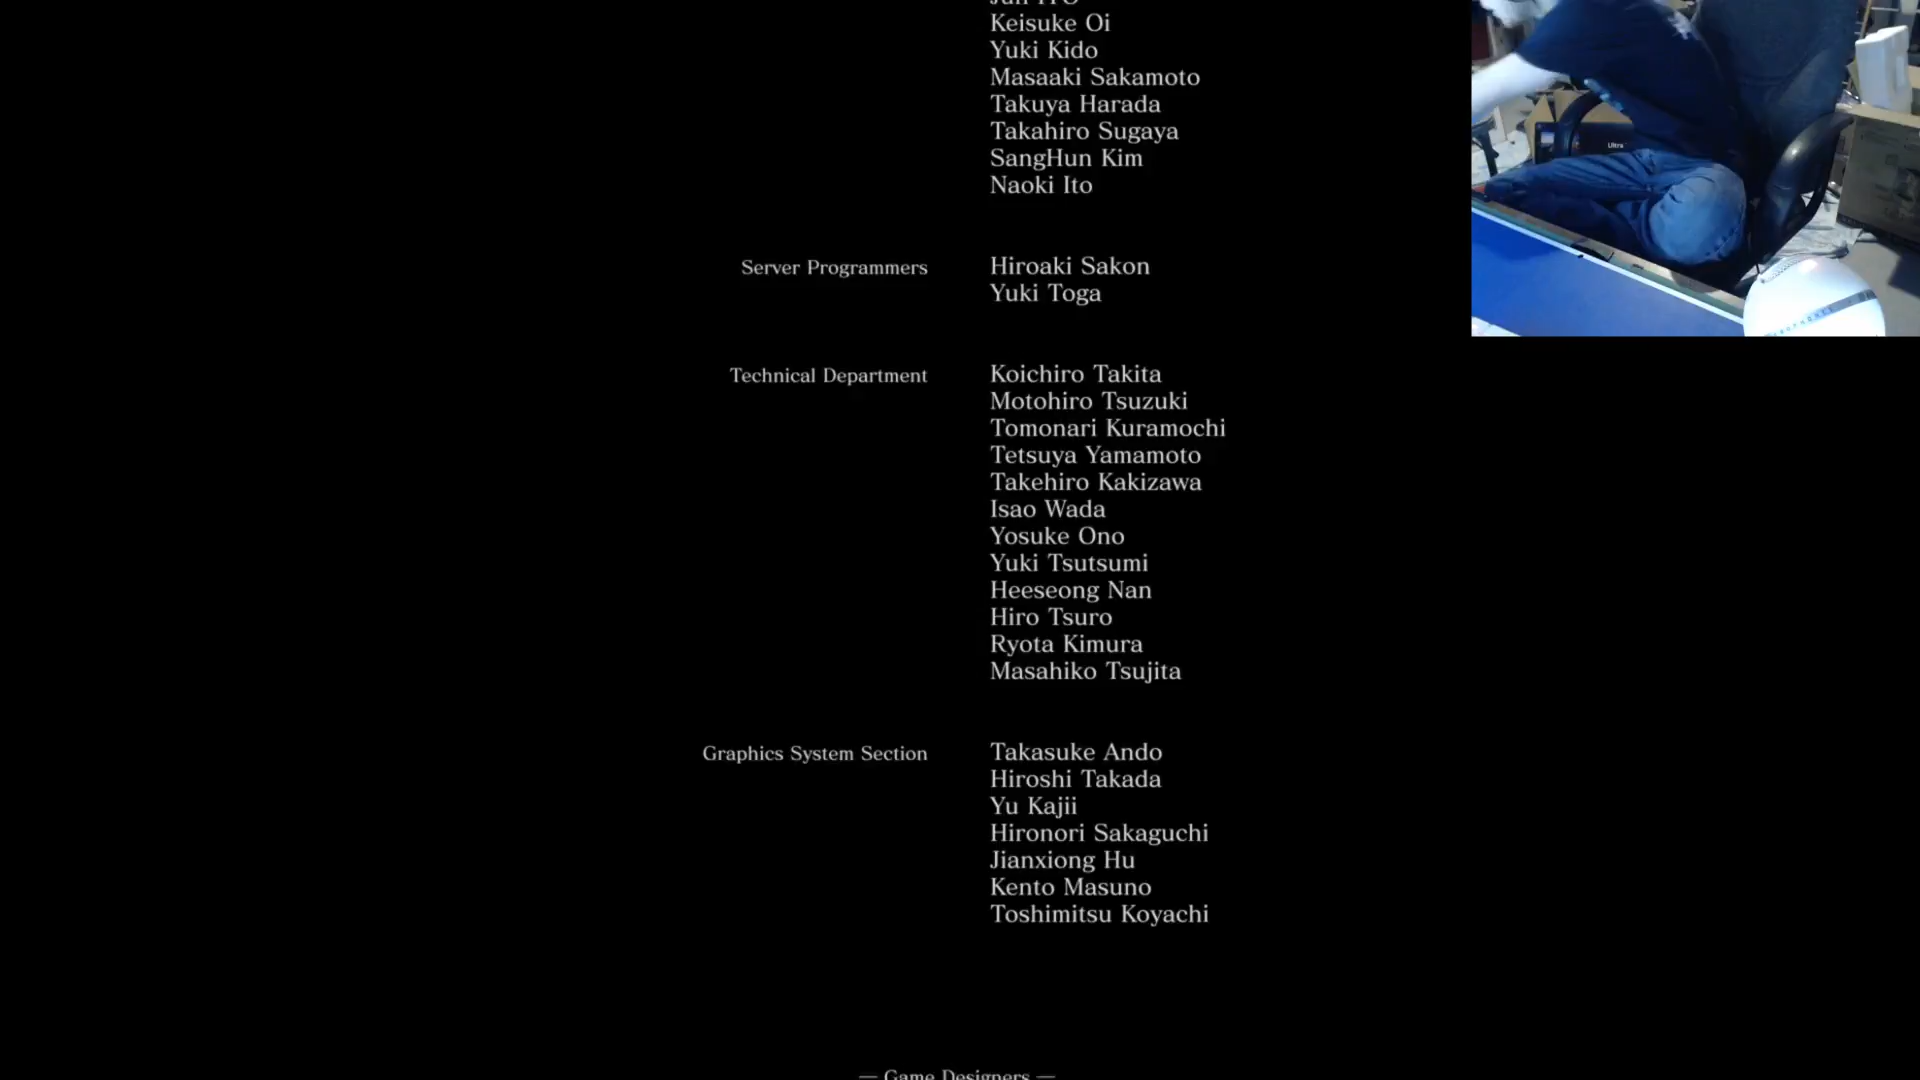 Keisuke Oi
Yuki Kido
Masaaki Sakamoto
Takuya Harada
Takahiro Sugaya
SangHun Kim
Naoki Ito
Server Programmers
Hiroaki Sakon
Yuki Toga
Technical Department
Koichiro Takita
Motohiro Tsuzuki
Tomonari Kuramochi
Tetsuya Yamamoto
Takehiro Kakizawa
Isao Wada
Yosuke Ono
Yuki Tsutsumi
Heeseong Nan
Hiro Tsuro
Ryota Kimura
Masahiko Tsujita
Graphics System Section
Takasuke Ando
Hiroshi Takada
Yu Kajii
Hironori Sakaguchi
Jianxiong Hu
Kento Masuno
Toshimitsu Koyachi
— Game Designers —
Ultra